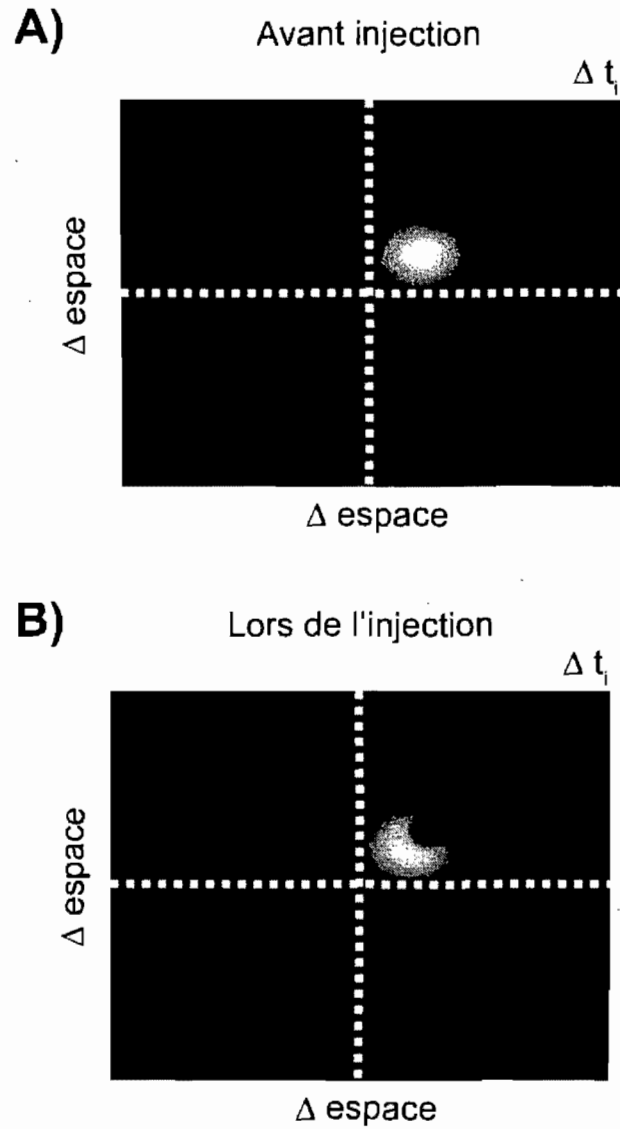 A)
Avant injection
Δ tᵢ
Δ espace
Δ espace
B)
Lors de l'injection
Δ tᵢ
Δ espace
Δ espace